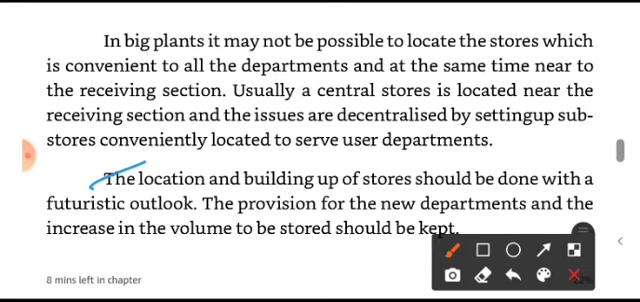 In big plants it may not be possible to locate the stores which
is convenient to all the departments and at the same time near to
the receiving section. Usually a central stores is located near the
receiving section and the issues are decentralised by settingup sub-
stores conveniently located to serve user departments.
The location and building up of stores should be done with a
futuristic outlook. The provision for the new departments and the
increase in the volume to be stored should be kept.
8 mins left in chapter